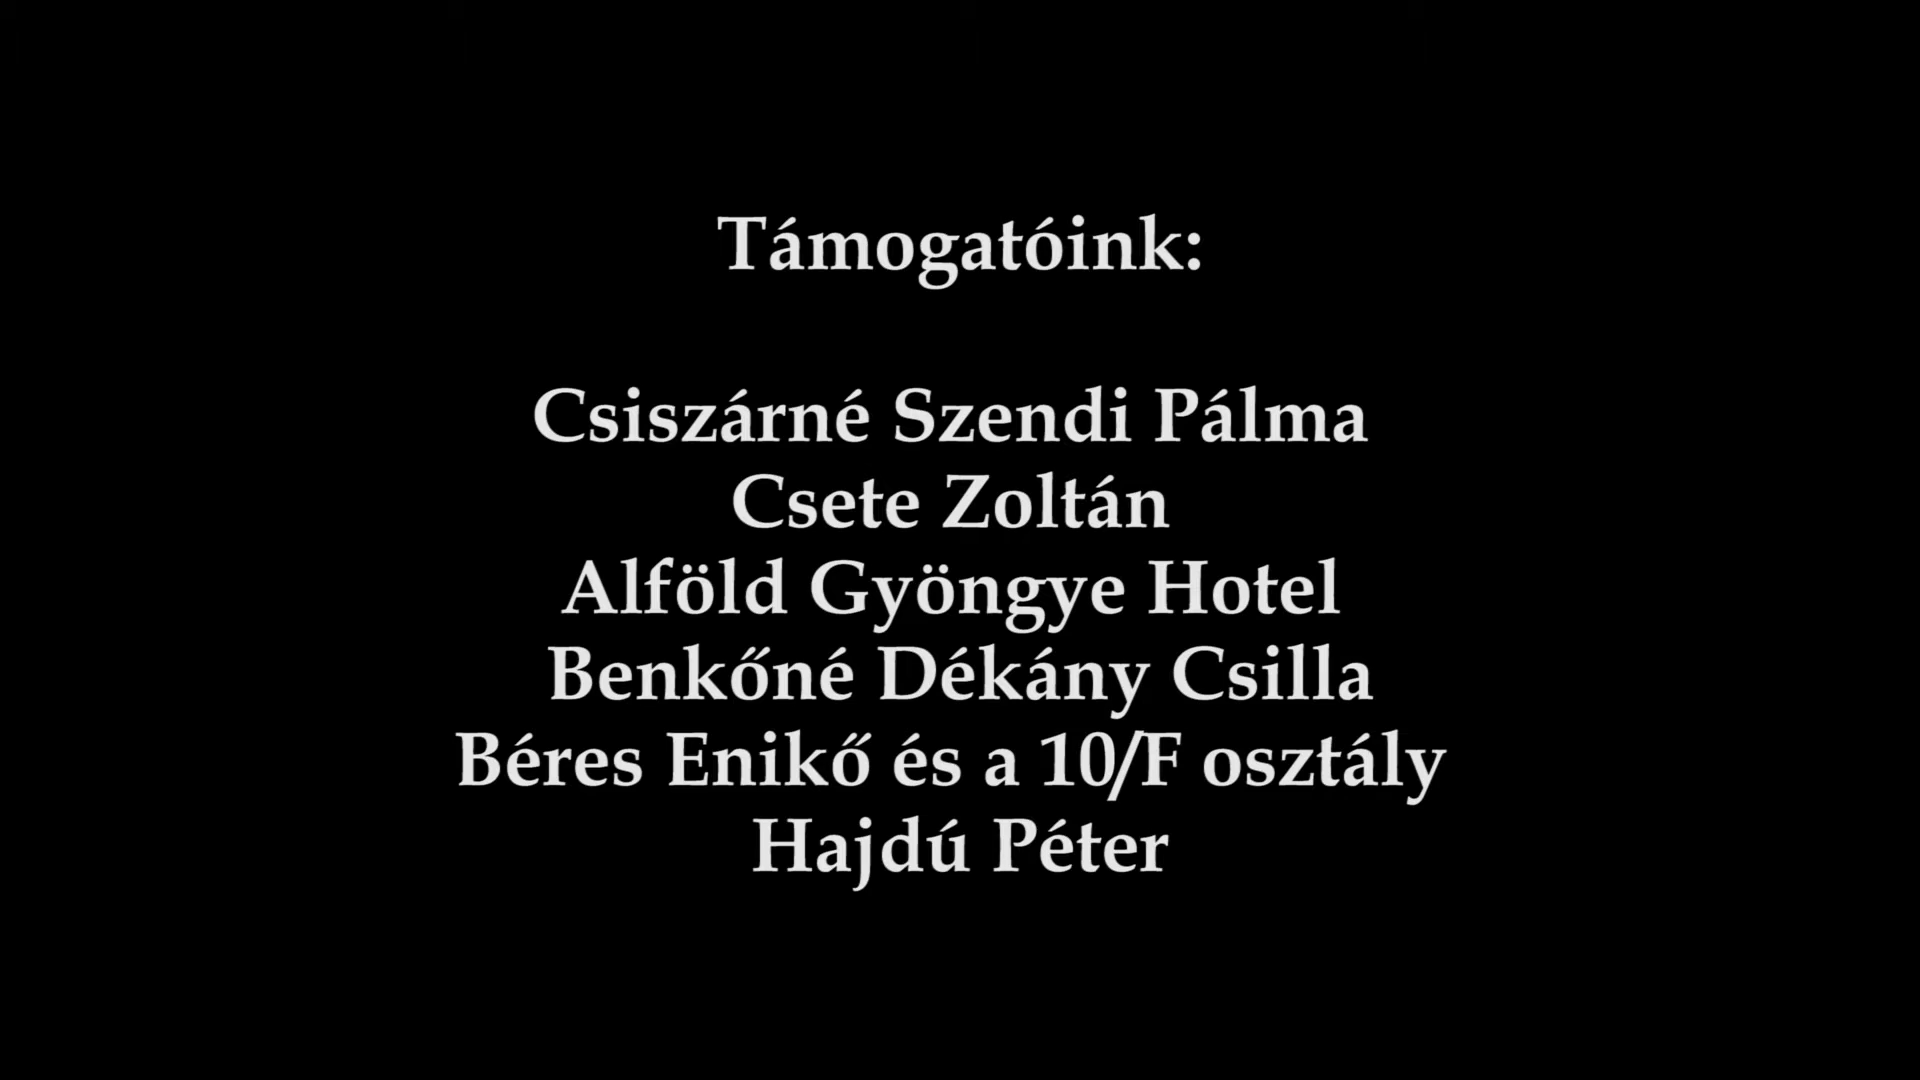 Támogatóink:
Csiszárné Szendi Pálma
Csete Zoltán
Alföld Gyöngye Hotel
Benkőné Dékány Csilla
Béres Enikő és a 10/F osztály
Hajdú Péter